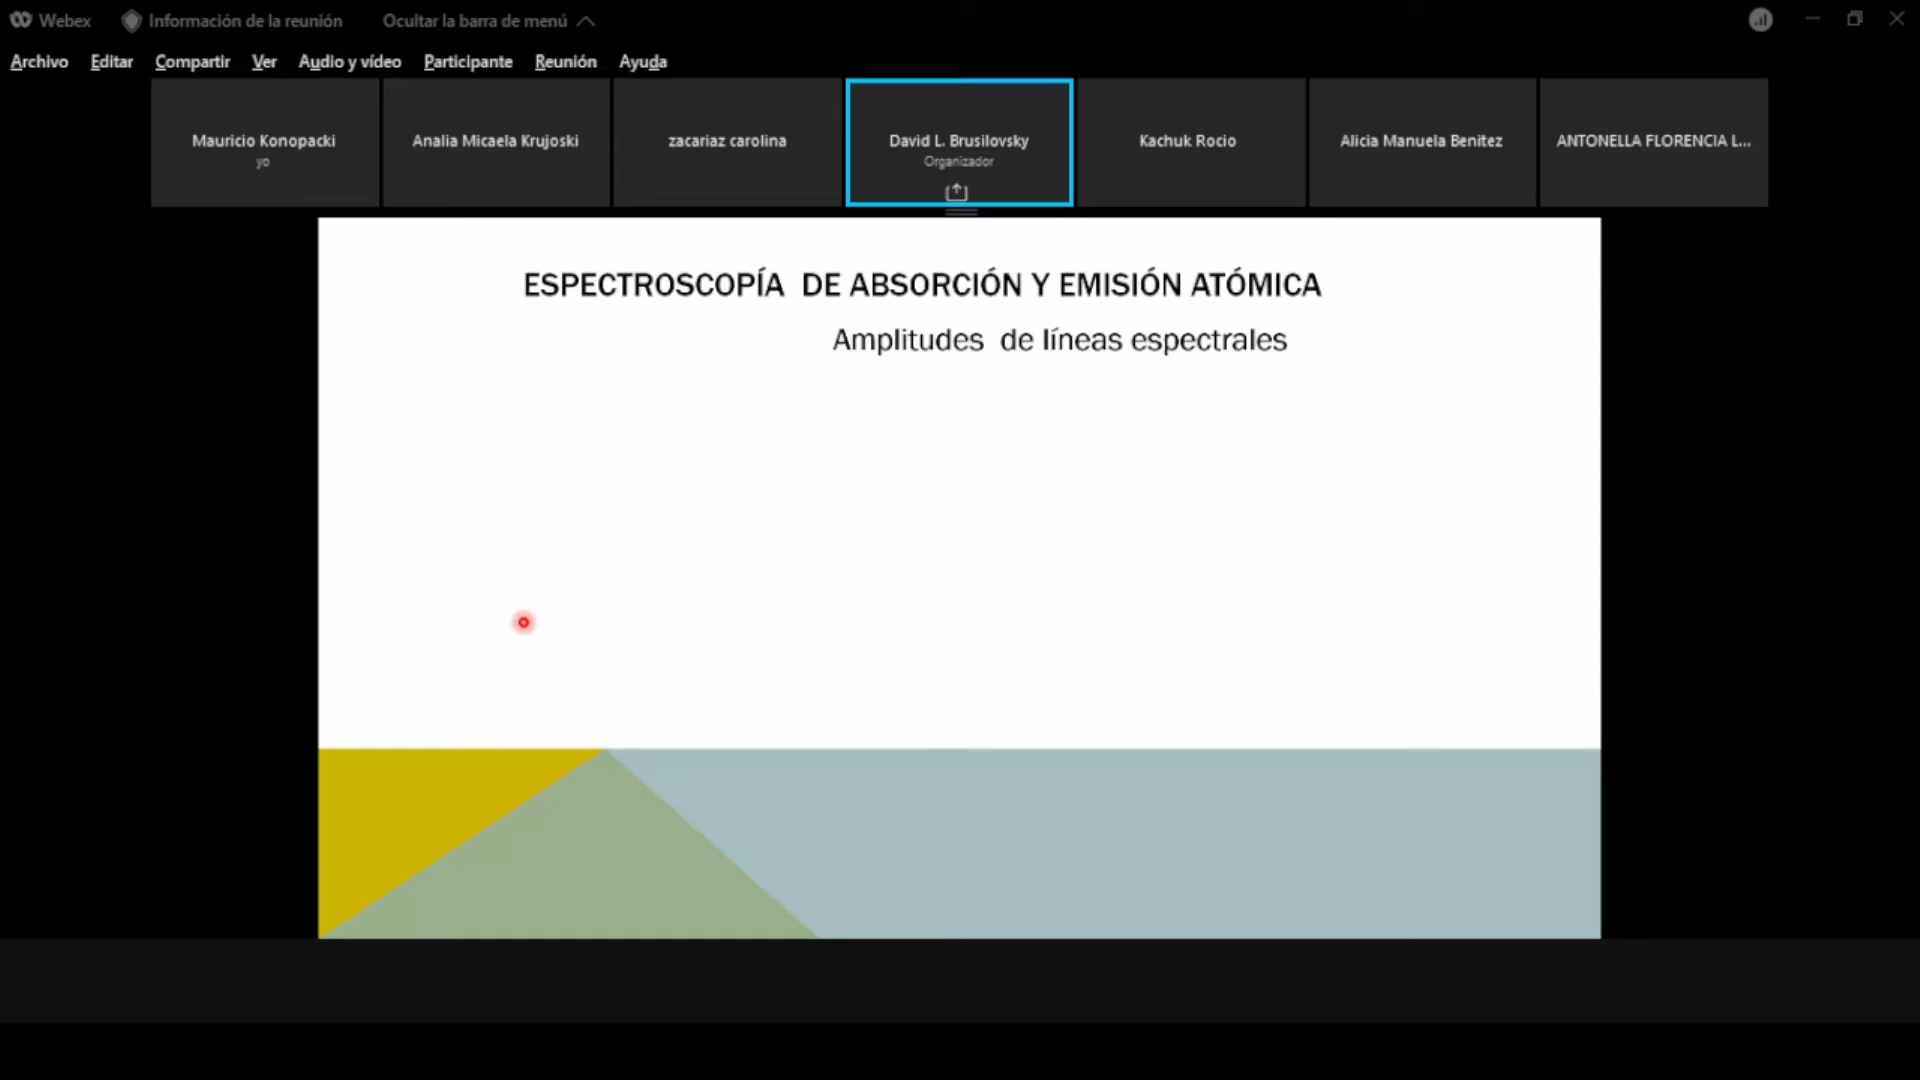 Webex Información de la reunión Ocultar la barra de menú
Archivo Editar Compartir Ver Audio y vídeo Participante Reunión Ayuda
Mauricio Konopacki
yo
Analia Micaela Krujoski
zacariaz carolina
David L. Brusilovsky
Organizador
Kachuk Rocio
Alicia Manuela Benitez
ANTONELLA FLORENCIA L...
ESPECTROSCOPÍA DE ABSORCIÓN Y EMISIÓN ATÓMICA
Amplitudes de líneas espectrales